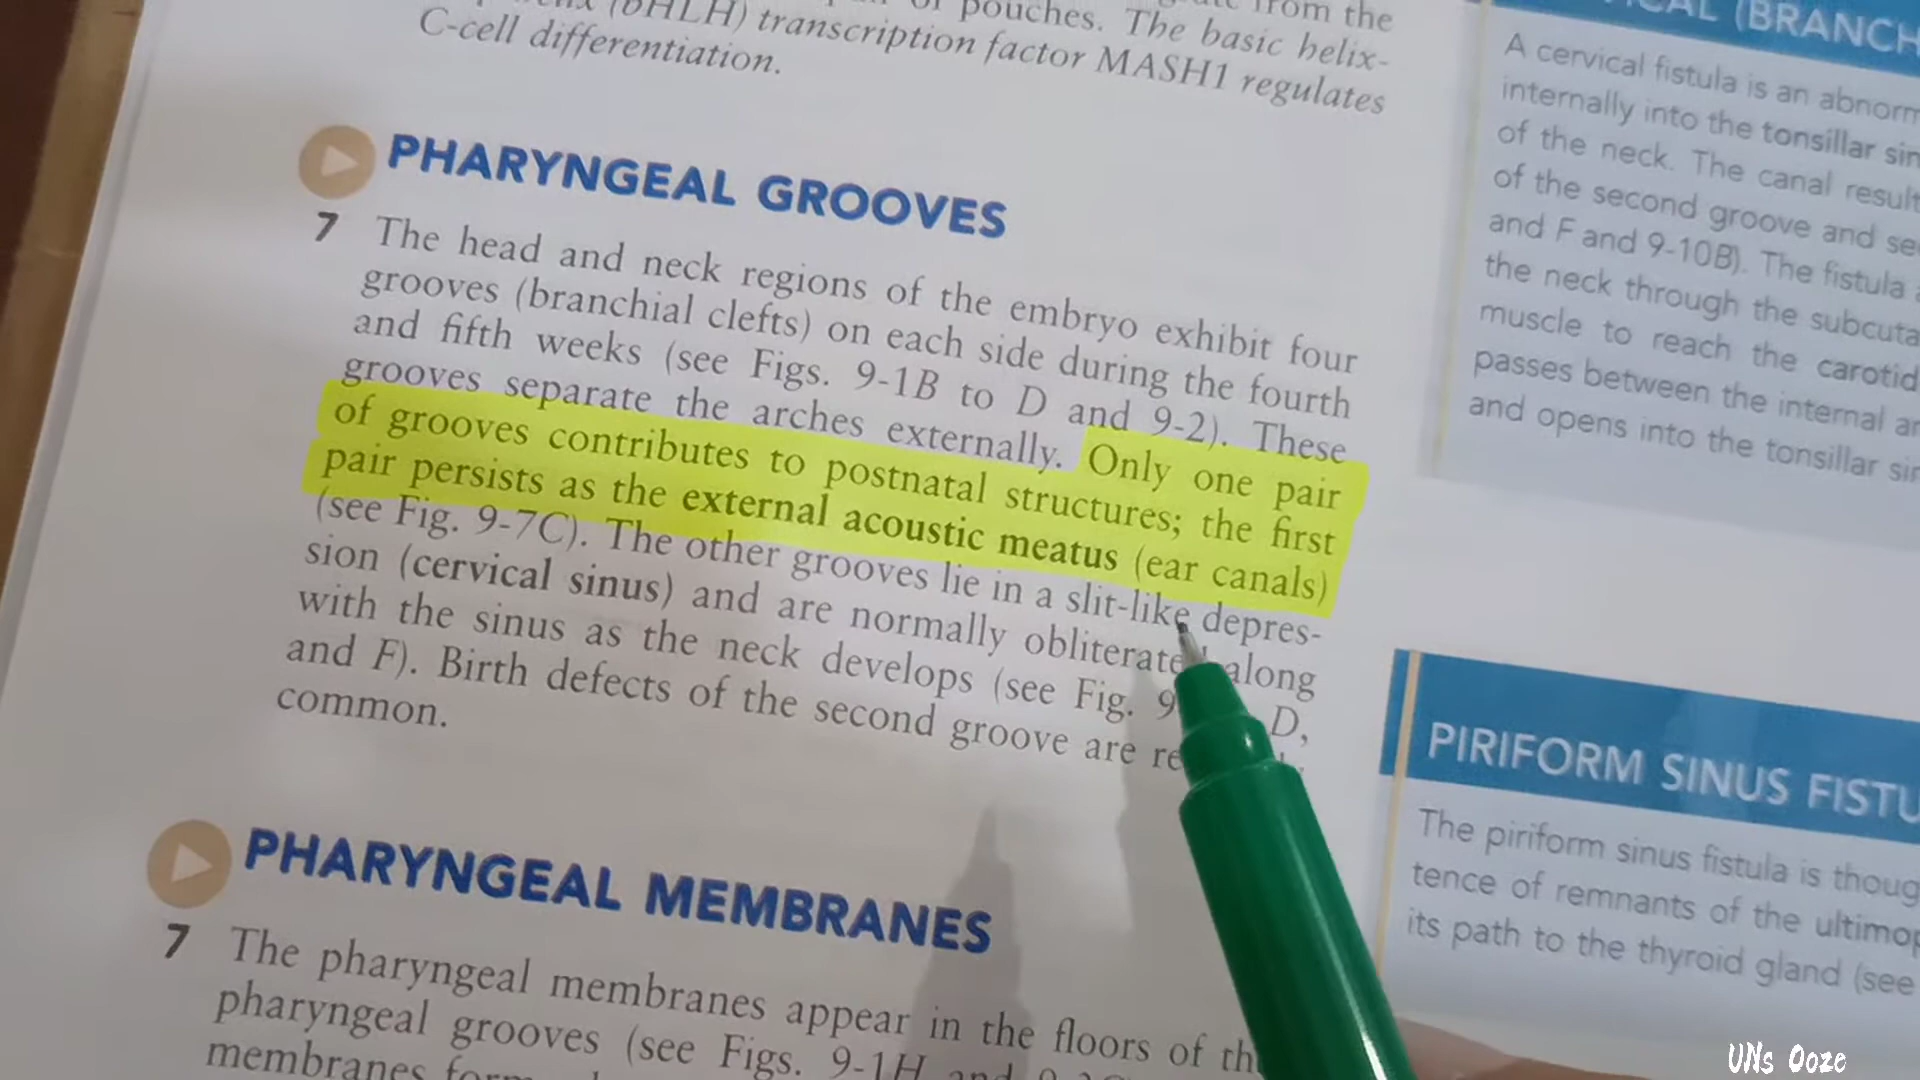 (bHLH) transcription factor MASH1 regulates
of pouches. The basic helix-
from the
C-cell differentiation.
PHARYNGEAL GROOVES
7 The head and neck regions of the embryo exhibit four
grooves (branchial clefts) on each side during the fourth
and fifth weeks (see Figs. 9-1B to D and 9-2). These
grooves separate the arches externally. Only one pair
of grooves contributes to postnatal structures; the first
pair persists as the external acoustic meatus (ear canals)
(see Fig. 9-7C). The other grooves lie in a slit-like depres-
sion (cervical sinus) and are normally obliterated along
with the sinus as the neck develops (see Fig. 9 D,
and F). Birth defects of the second groove are re
common.
PHARYNGEAL MEMBRANES
7 The pharyngeal membranes appear in the floors of th
pharyngeal grooves (see Figs. 9-1H and
membranes
(BRANCH
A cervical fistula is an abnorm
internally into the tonsillar sin
of the neck. The canal result
of the second groove and se
and F and 9-10B). The fistula a
the neck through the subcuta
muscle to reach the carotid
passes between the internal an
and opens into the tonsillar sin
PIRIFORM SINUS FISTU
The piriform sinus fistula is thoug
tence of remnants of the ultimop
its path to the thyroid gland (see
UNs Ooze